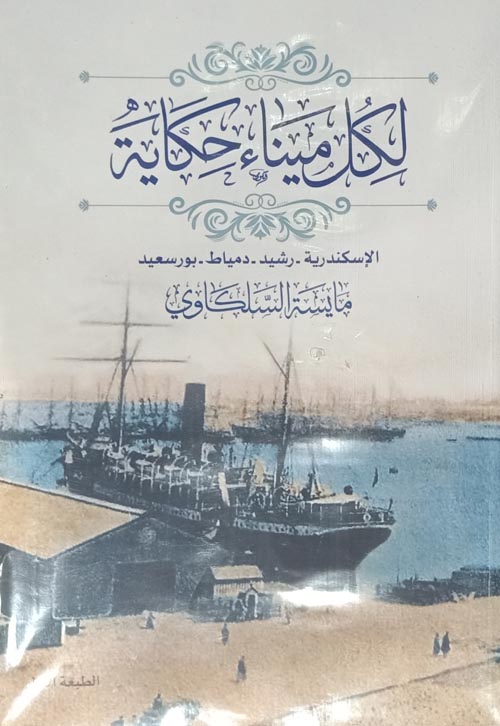 لكل ميناء حكاية
الإسكندرية - رشيد - دمياط - بورسعيد
مايسة السلكاوي
الطبعة